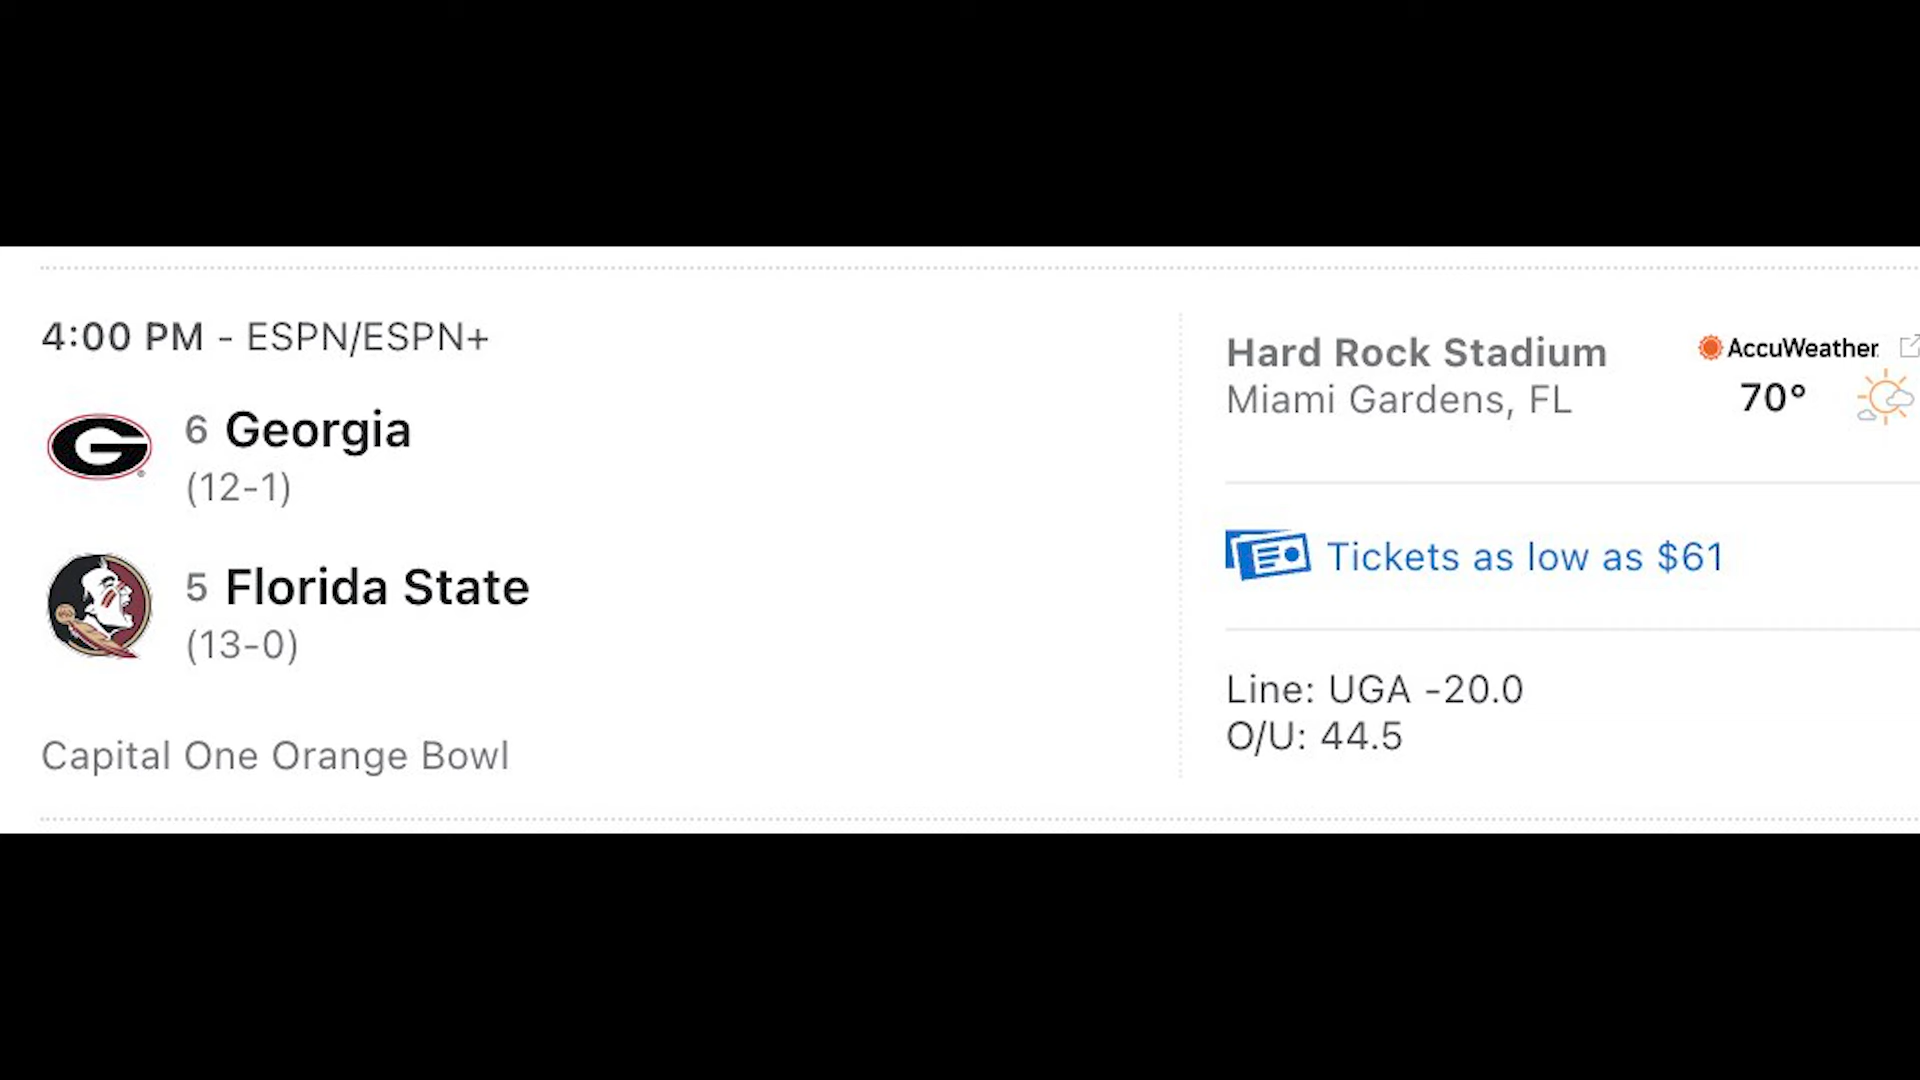 4:00 PM - ESPN/ESPN+
6 Georgia
(12-1)
5 Florida State
(13-0)
Capital One Orange Bowl
Hard Rock Stadium
Miami Gardens, FL
AccuWeather
70°
Tickets as low as $61
Line: UGA -20.0
O/U: 44.5